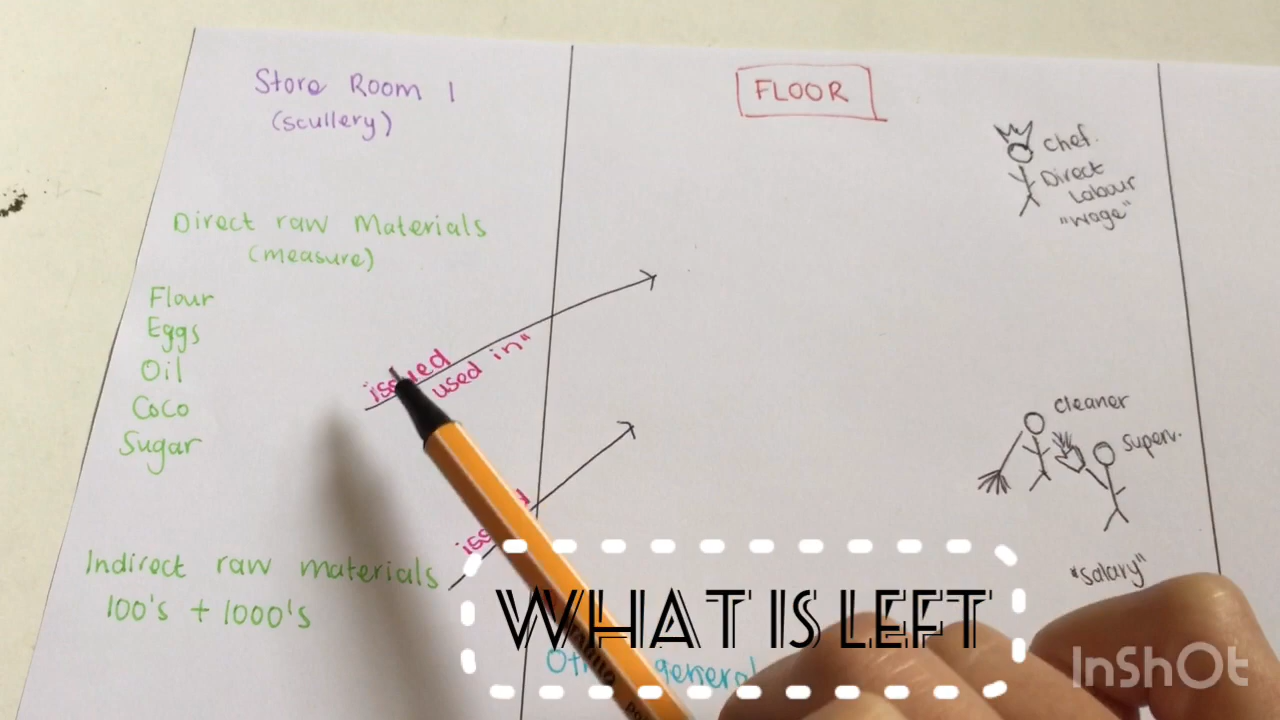 Store Room 1
(scullery)
Direct raw Materials
(measure)
Flour
Eggs
Oil
CoCo
Sugar
used in"
Indirect raw materials
100's + 1000's
FLOOR
chef.
Direct
Labour
"wage"
cleaner
Superv.
"salary"
general
WHAT IS LEFT
InShOt